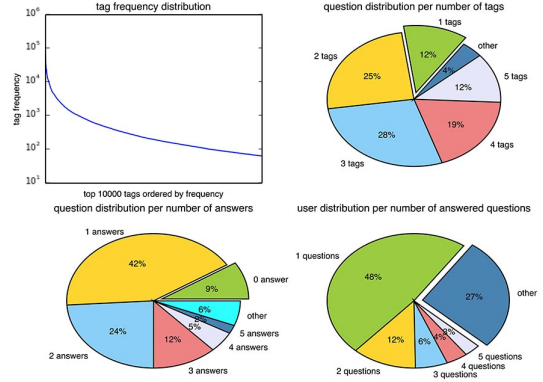 tag frequency distribution
10^6
10^5
10^4
10^3
10^2
10^1
tag frequency
top 10000 tags ordered by frequency
question distribution per number of tags
1 tags
12%
other
4%
5 tags
12%
4 tags
19%
3 tags
28%
2 tags
25%
question distribution per number of answers
1 answers
42%
0 answer
9%
other
6%
5 answers
4 answers
5%
3 answers
12%
2 answers
24%
user distribution per number of answered questions
1 questions
48%
other
27%
5 questions
3%
4 questions
4%
3 questions
6%
2 questions
12%